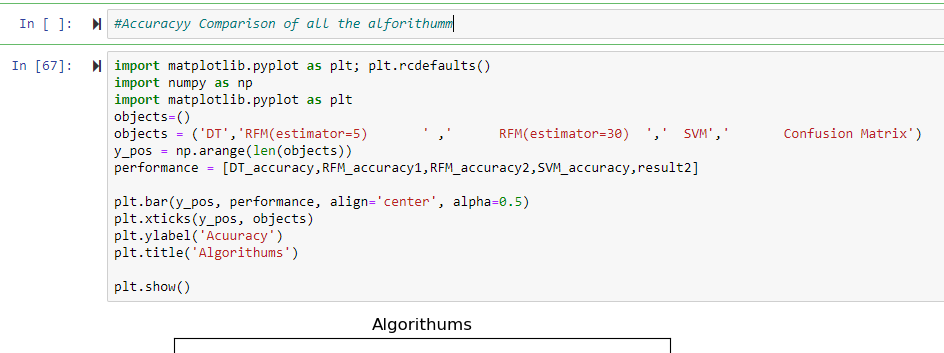 In [ ]: #Accuracyy Comparison of all the alforithumm
In [67]: import matplotlib.pyplot as plt; plt.rcdefaults()
import numpy as np
import matplotlib.pyplot as plt
objects=()
objects = ('DT','RFM(estimator=5)       ' ,'      RFM(estimator=30)  ','  SVM','       Confusion Matrix')
y_pos = np.arange(len(objects))
performance = [DT_accuracy,RFM_accuracy1,RFM_accuracy2,SVM_accuracy,result2]
plt.bar(y_pos, performance, align='center', alpha=0.5)
plt.xticks(y_pos, objects)
plt.ylabel('Acuuracy')
plt.title('Algorithums')
plt.show()
Algorithums